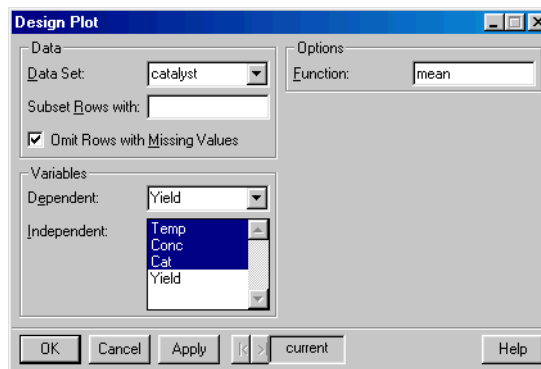 Design Plot
Data
Data Set: catalyst
Subset Rows with:
Omit Rows with Missing Values
Variables
Dependent: Yield
Independent: Temp
Conc
Cat
Yield
Options
Function: mean
OK Cancel Apply current Help